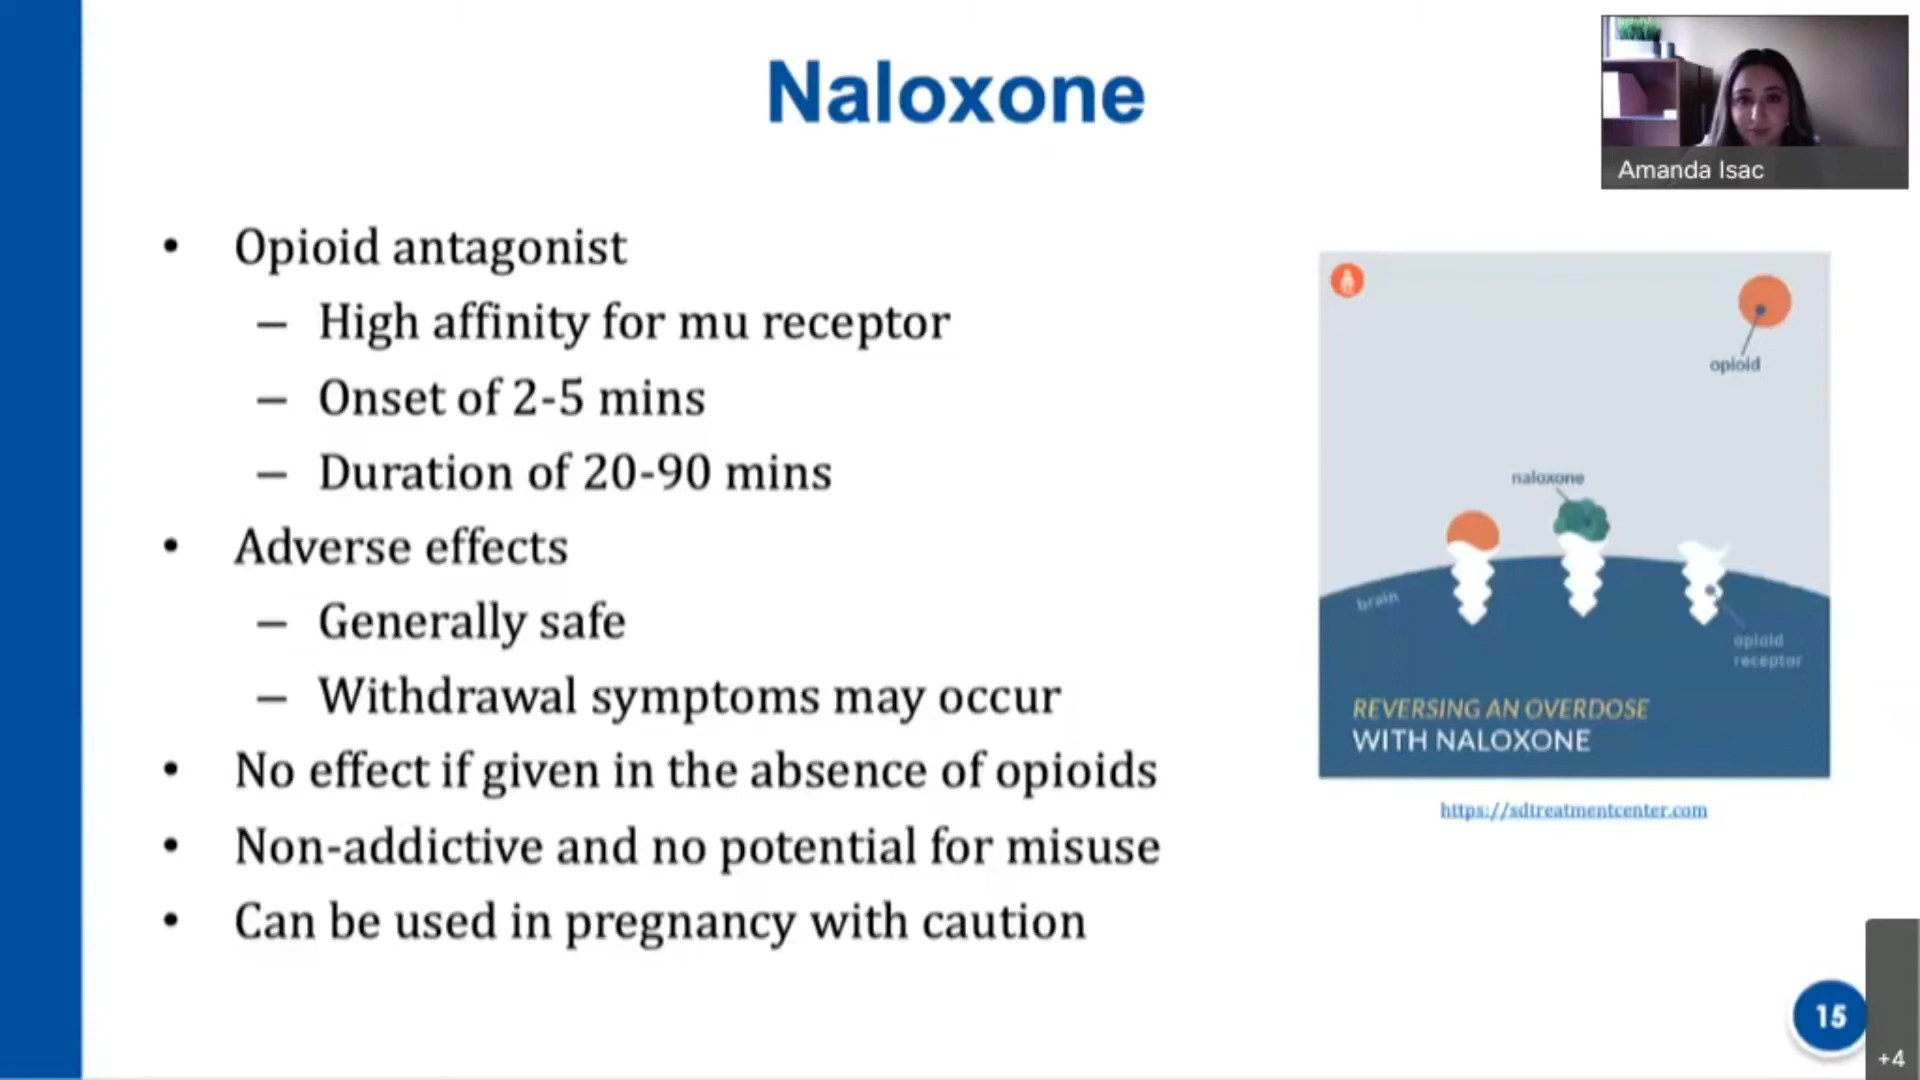 Naloxone
Amanda Isac
• Opioid antagonist
– High affinity for mu receptor
– Onset of 2-5 mins
– Duration of 20-90 mins
• Adverse effects
– Generally safe
– Withdrawal symptoms may occur
• No effect if given in the absence of opioids
• Non-addictive and no potential for misuse
• Can be used in pregnancy with caution
opioid
naloxone
brain
opioid
receptor
REVERSING AN OVERDOSE
WITH NALOXONE
https://sdtreatmentcenter.com
15
+4